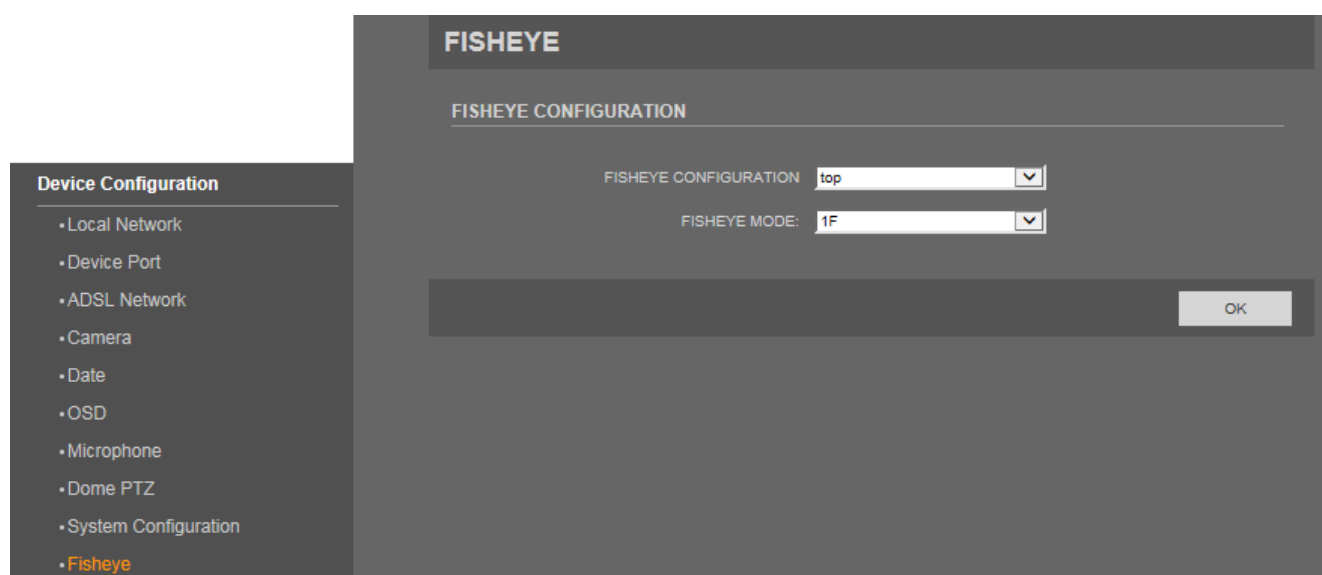 FISHEYE
FISHEYE CONFIGURATION
FISHEYE CONFIGURATION top
FISHEYE MODE: 1F
OK
Device Configuration
•Local Network
•Device Port
•ADSL Network
•Camera
•Date
•OSD
•Microphone
•Dome PTZ
•System Configuration
•Fisheye